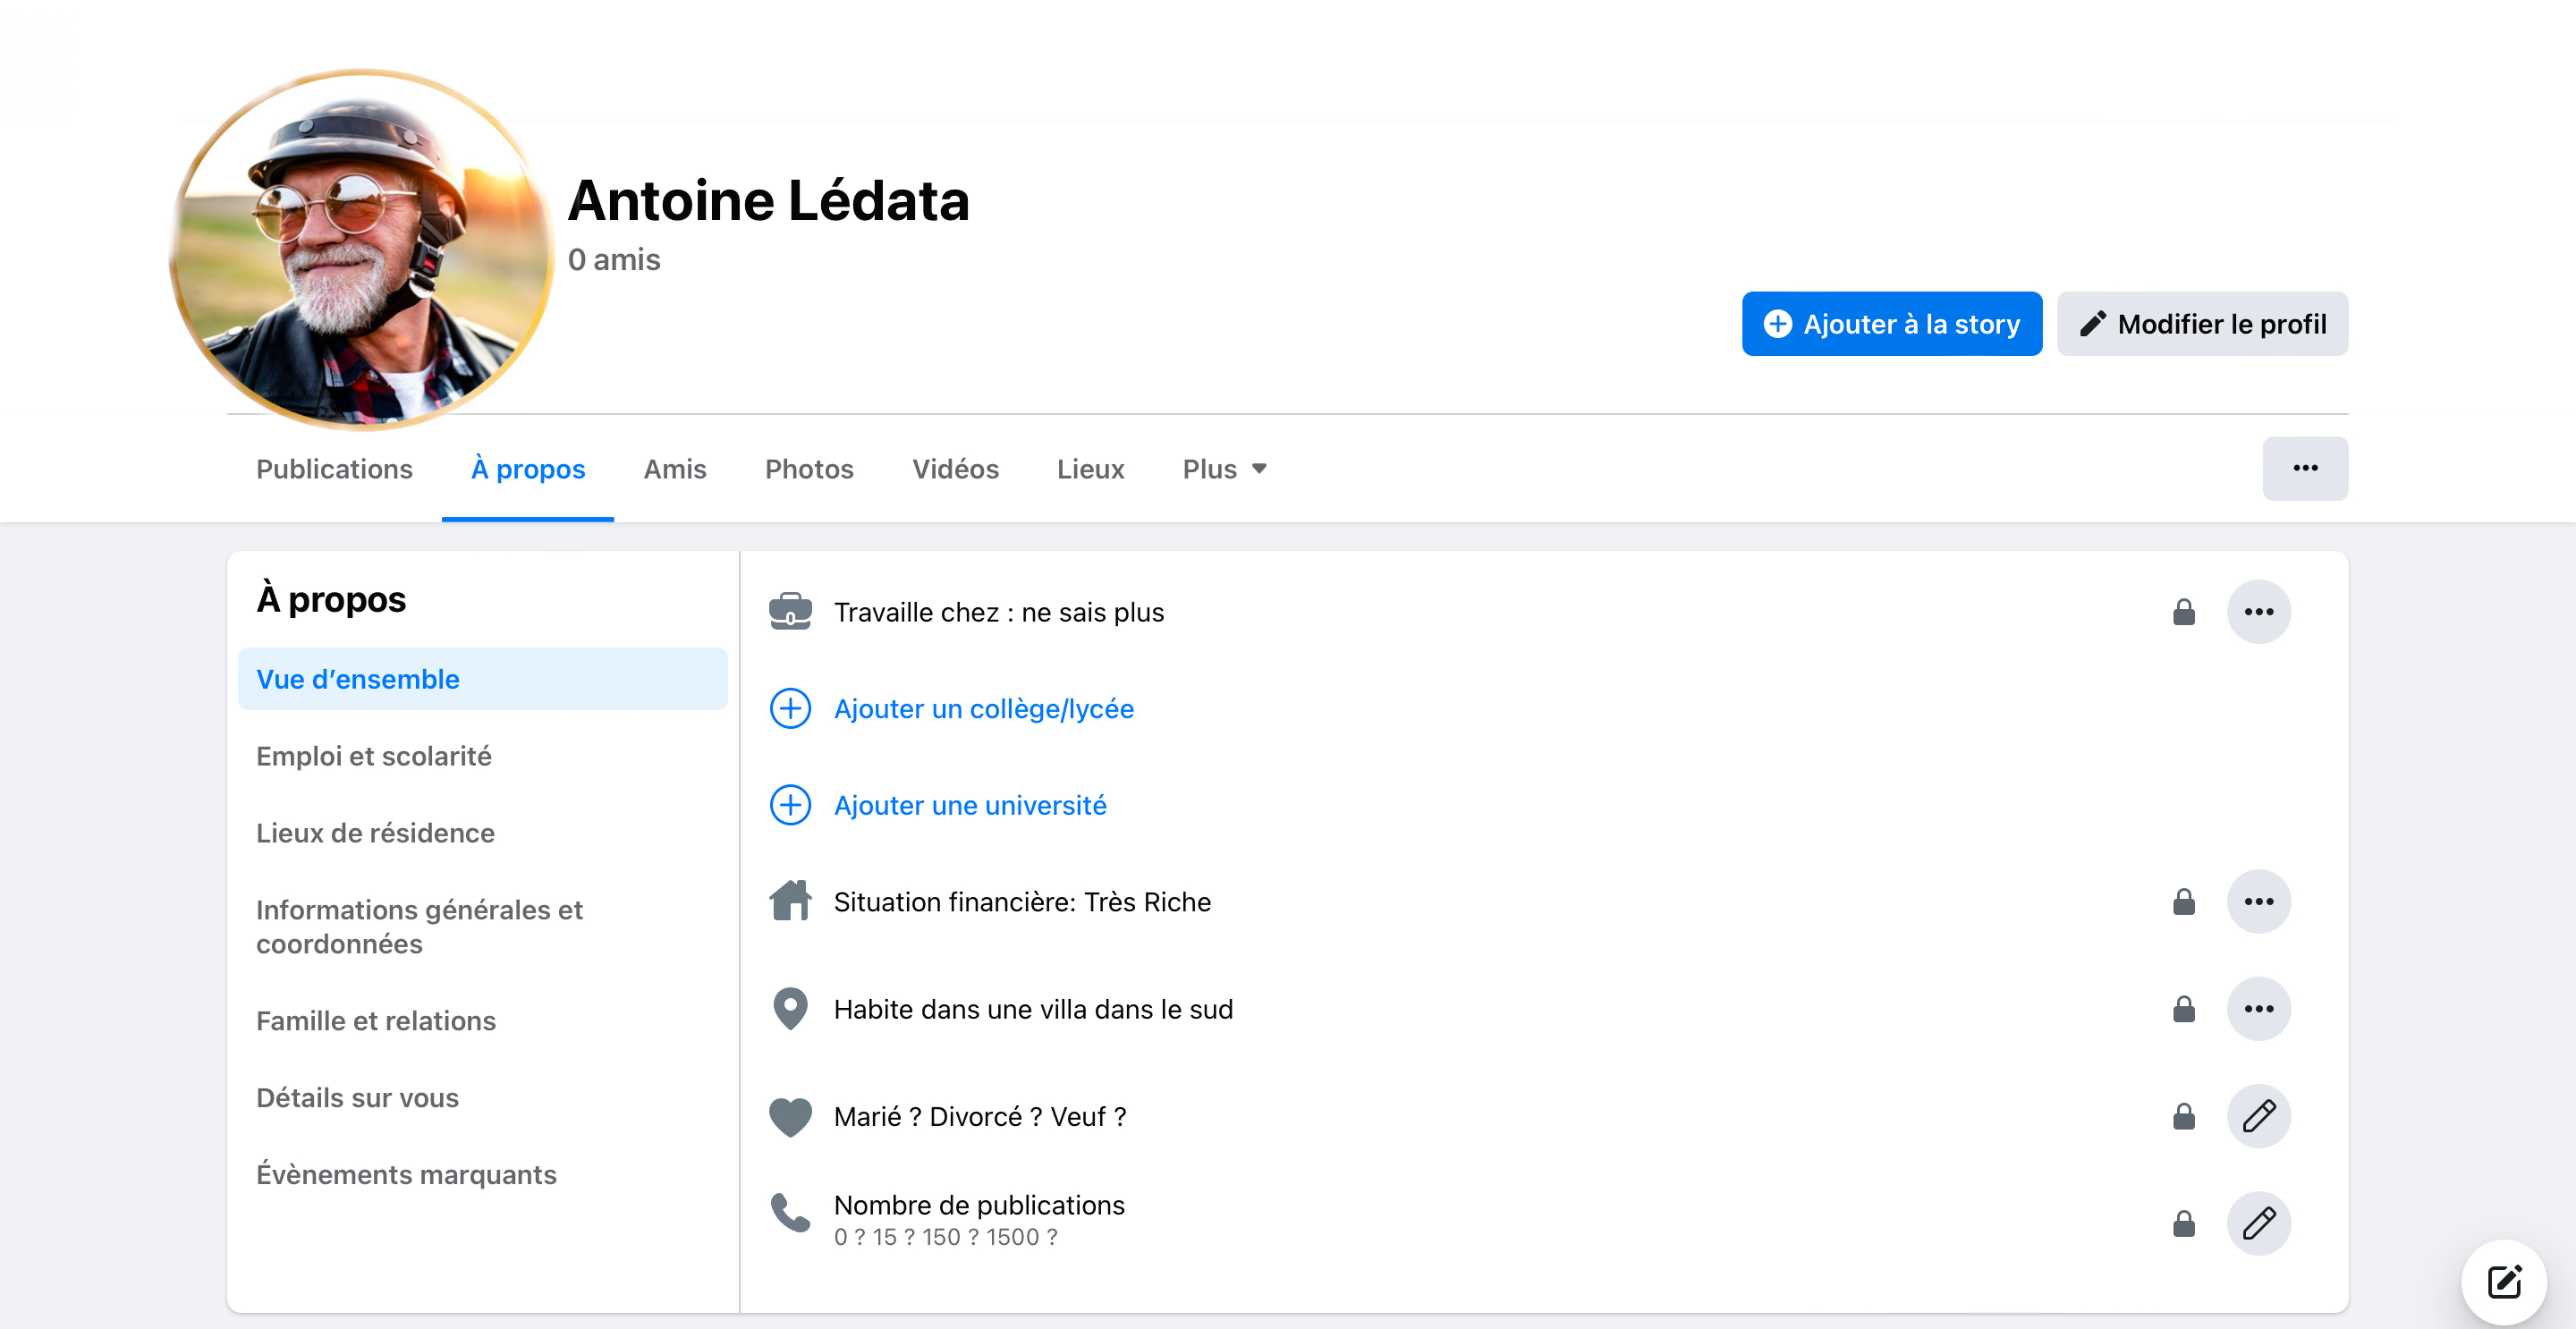 Antoine Lédata
0 amis
Ajouter à la story
Modifier le profil
Publications
À propos
Amis
Photos
Vidéos
Lieux
Plus
À propos
Vue d’ensemble
Emploi et scolarité
Lieux de résidence
Informations générales et
coordonnées
Famille et relations
Détails sur vous
Évènements marquants
Travaille chez : ne sais plus
Ajouter un collège/lycée
Ajouter une université
Situation financière: Très Riche
Habite dans une villa dans le sud
Marié ? Divorcé ? Veuf ?
Nombre de publications
0 ? 15 ? 150 ? 1500 ?